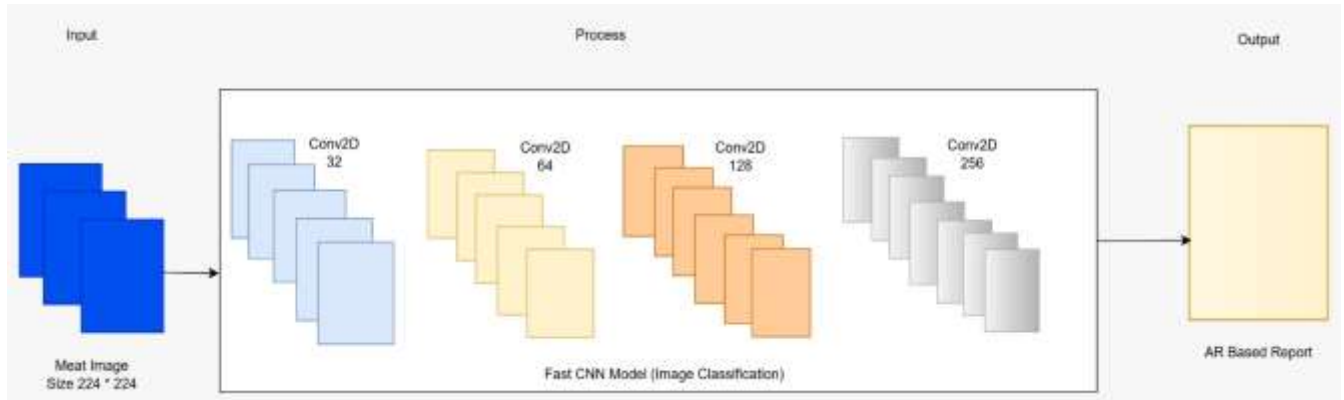 Input
Process
Output
Conv2D
32
Conv2D
64
Conv2D
128
Conv2D
256
Meat Image
Size 224 * 224
Fast CNN Model (Image Classification)
AR Based Report